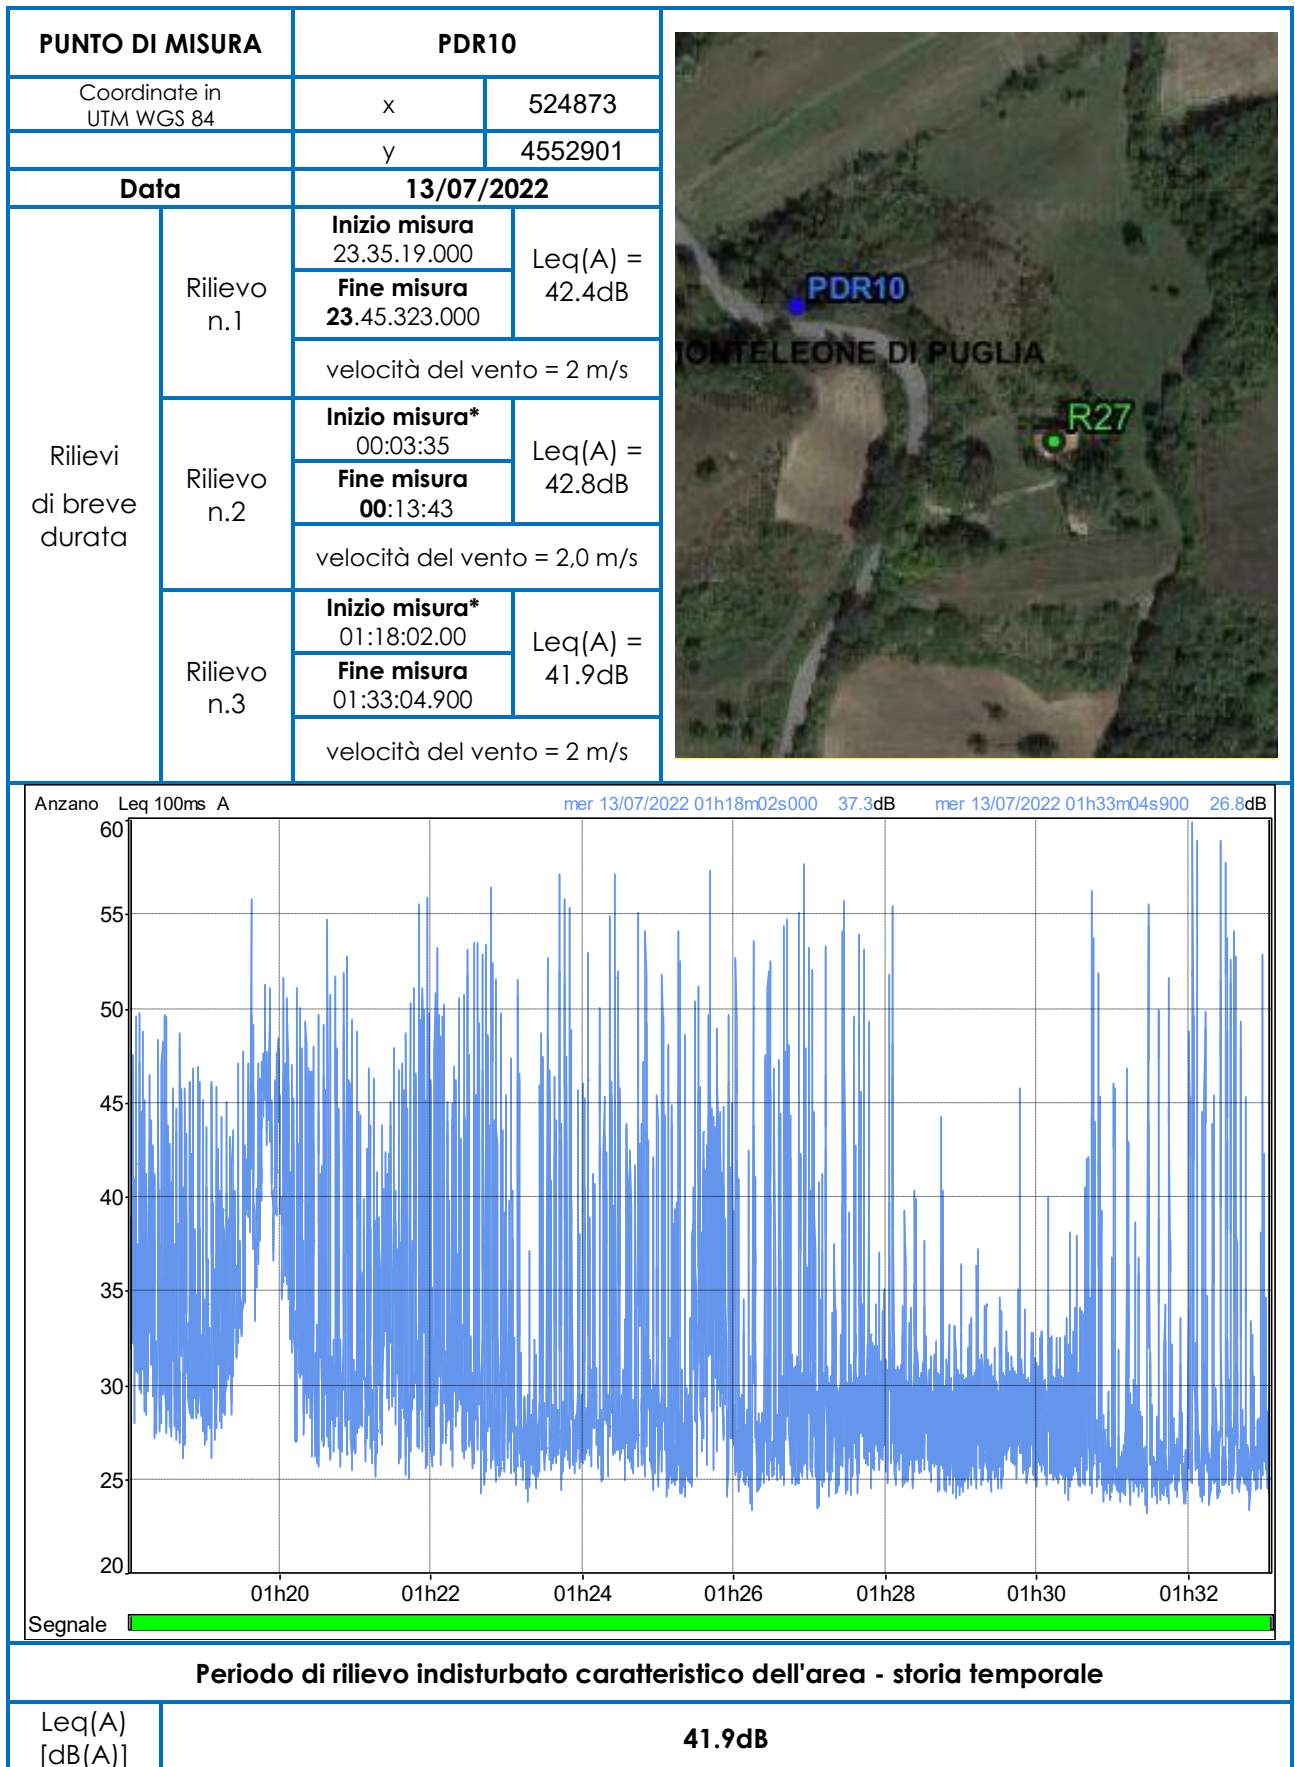 PUNTO DI MISURA
PDR10
Coordinate in
UTM WGS 84
x
524873
y
4552901
Data
13/07/2022
Rilievi
di breve
durata
Rilievo
n.1
Inizio misura
23.35.19.000
Fine misura
23.45.323.000
Leq(A) =
42.4dB
velocità del vento = 2 m/s
Rilievo
n.2
Inizio misura*
00:03:35
Fine misura
00:13:43
Leq(A) =
42.8dB
velocità del vento = 2,0 m/s
Rilievo
n.3
Inizio misura*
01:18:02.00
Fine misura
01:33:04.900
Leq(A) =
41.9dB
velocità del vento = 2 m/s
PDR10
ONTELEONE DI PUGLIA
R27
Anzano Leq 100ms A mer 13/07/2022 01h18m02s000 37.3dB mer 13/07/2022 01h33m04s900 26.8dB
60
55
50
45
40
35
30
25
20
01h20 01h22 01h24 01h26 01h28 01h30 01h32
Segnale
Periodo di rilievo indisturbato caratteristico dell'area - storia temporale
Leq(A)
[dB(A)]
41.9dB